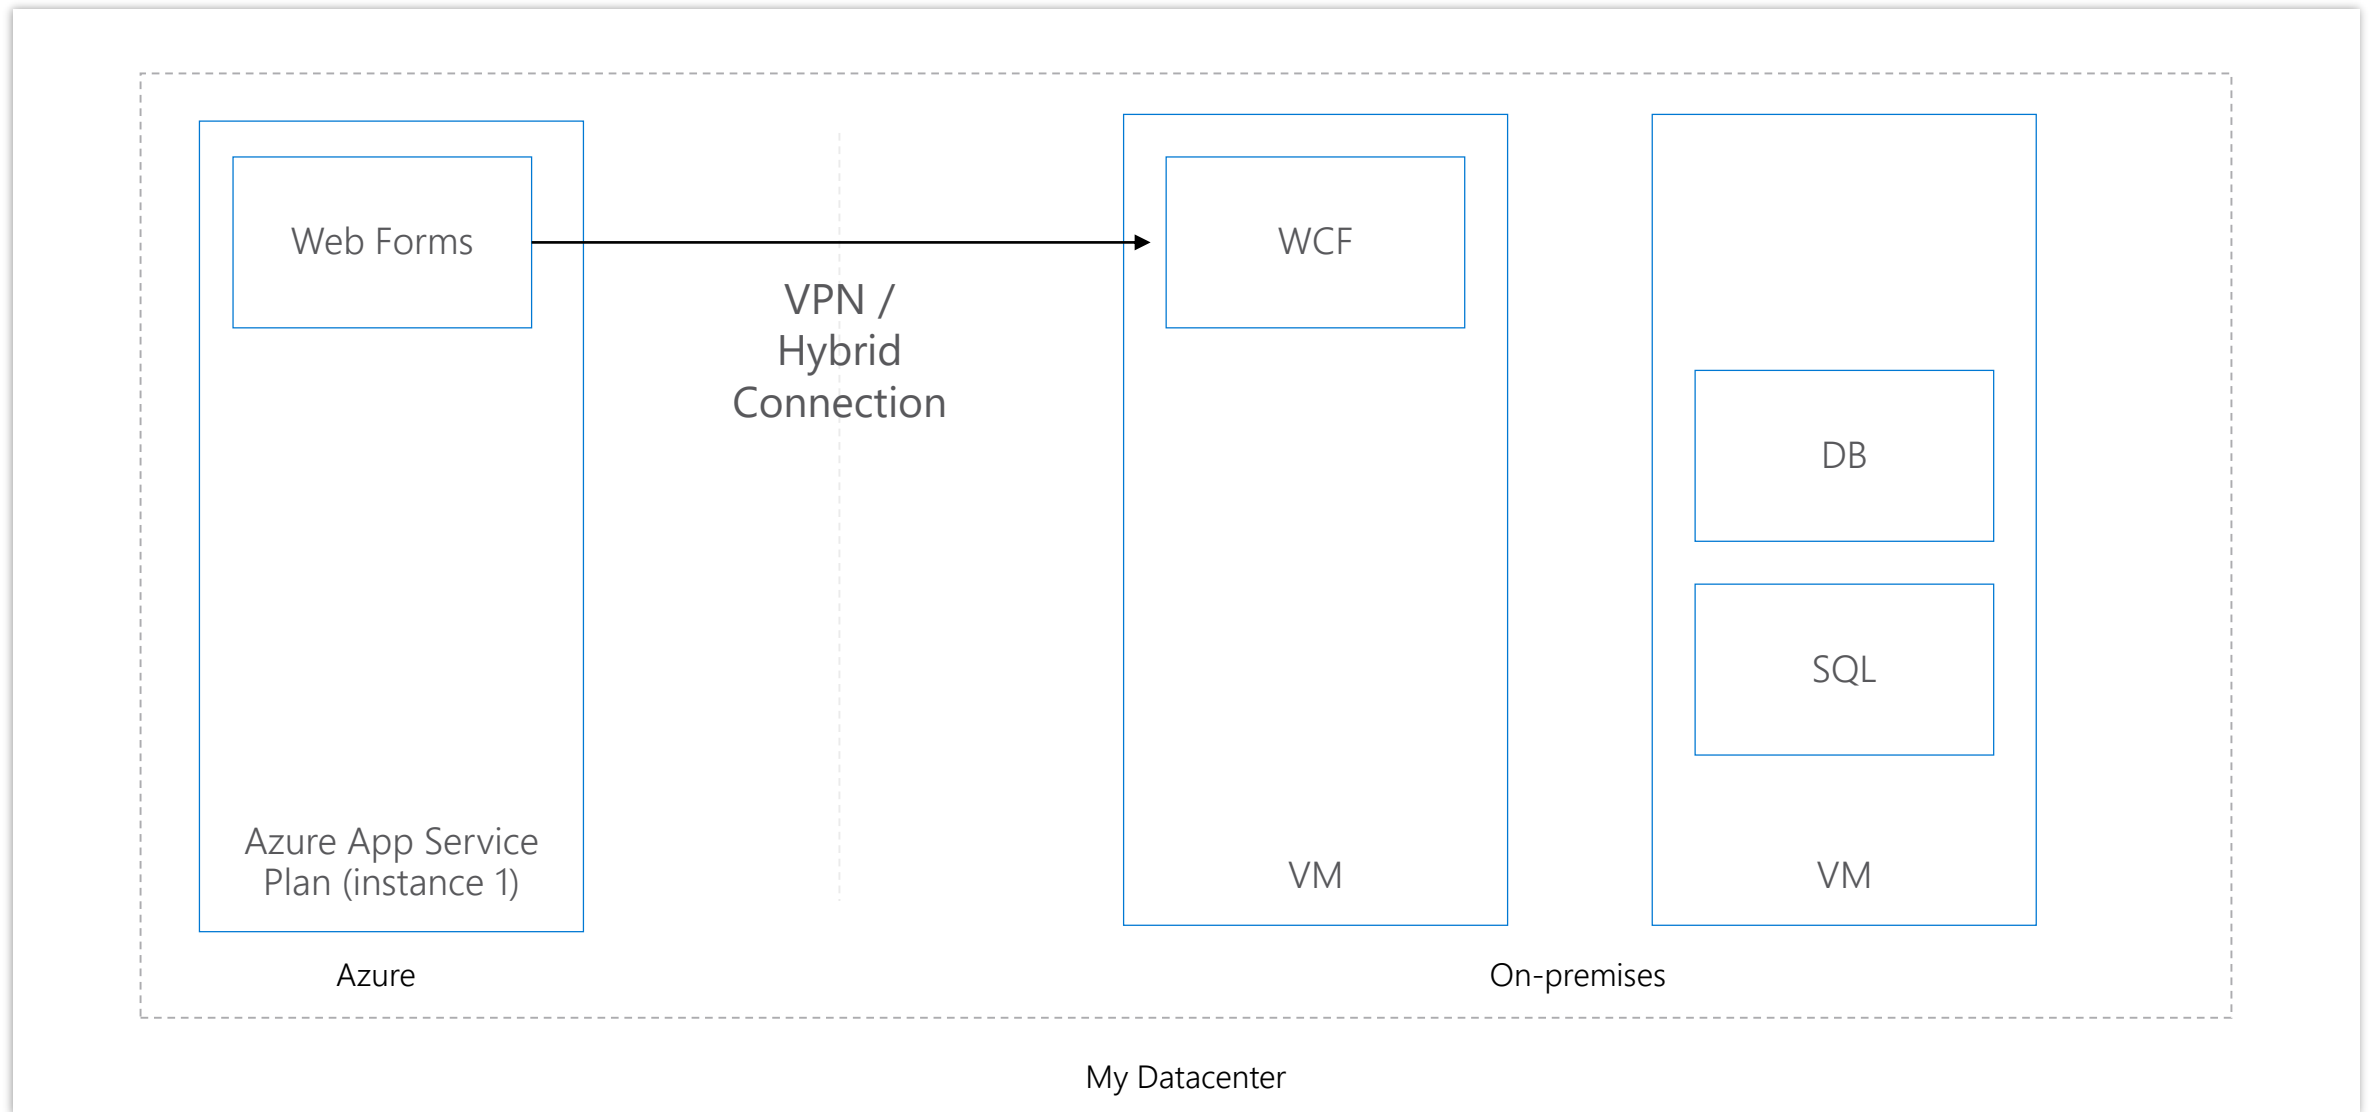 Web Forms
VPN /
Hybrid
Connection
WCF
DB
SQL
Azure App Service
Plan (instance 1)
VM
VM
Azure
On-premises
My Datacenter